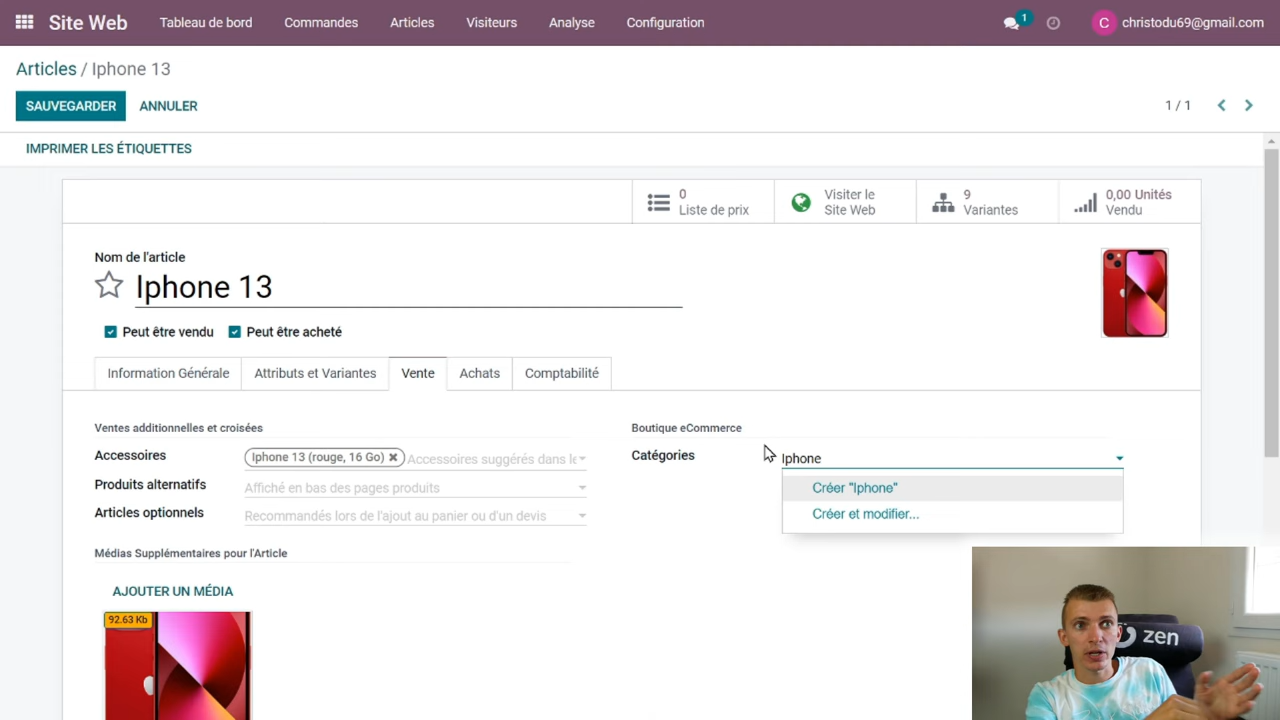 Site Web Tableau de bord Commandes Articles Visiteurs Analyse Configuration 1 C christodu69@gmail.com
Articles / Iphone 13
SAUVEGARDER ANNULER 1 / 1
IMPRIMER LES ÉTIQUETTES
0 Liste de prix
Visiter le Site Web
9 Variantes
0,00 Unités Vendu
Nom de l'article
Iphone 13
Peut être vendu Peut être acheté
Information Générale Attributs et Variantes Vente Achats Comptabilité
Ventes additionnelles et croisées
Accessoires Iphone 13 (rouge, 16 Go) Accessoires suggérés dans le
Produits alternatifs Affiché en bas des pages produits
Articles optionnels Recommandés lors de l'ajout au panier ou d'un devis
Boutique eCommerce
Catégories Iphone
Créer "Iphone"
Créer et modifier...
Médias Supplémentaires pour l'Article
AJOUTER UN MÉDIA
92.63 Kb
zen